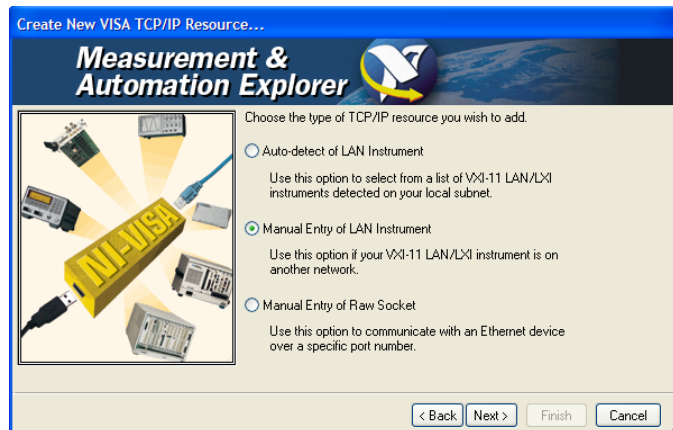 Create New VISA TCP/IP Resource...
Measurement &
Automation Explorer
Choose the type of TCP/IP resource you wish to add.
Auto-detect of LAN Instrument
Use this option to select from a list of VXI-11 LAN/LXI
instruments detected on your local subnet.
Manual Entry of LAN Instrument
Use this option if your VXI-11 LAN/LXI instrument is on
another network.
Manual Entry of Raw Socket
Use this option to communicate with an Ethernet device
over a specific port number.
NI-VISA
< Back Next > Finish Cancel